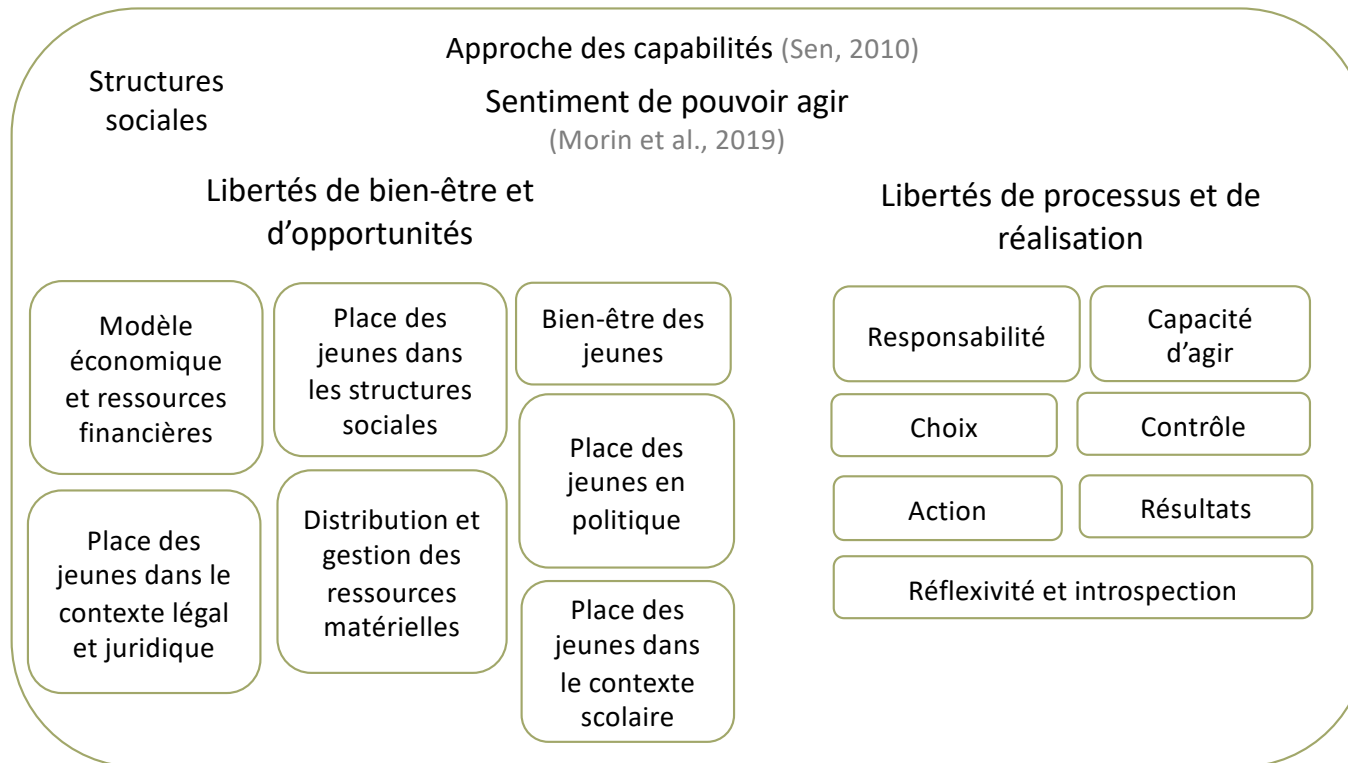 Approche des capabilités (Sen, 2010)
Structures
sociales
Sentiment de pouvoir agir
(Morin et al., 2019)
Libertés de bien-être et
d’opportunités
Modèle
économique
et ressources
financières
Place des
jeunes dans
les structures
sociales
Bien-être des
jeunes
Place des
jeunes en
politique
Place des
jeunes dans le
contexte légal
et juridique
Distribution et
gestion des
ressources
matérielles
Place des
jeunes dans
le contexte
scolaire
Libertés de processus et de
réalisation
Responsabilité
Capacité
d’agir
Choix
Contrôle
Action
Résultats
Réflexivité et introspection